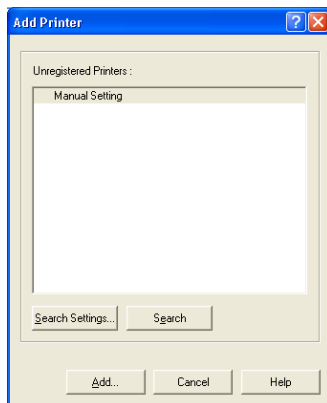 Add Printer
Unregistered Printers :
Manual Setting
Search Settings... Search
Add... Cancel Help